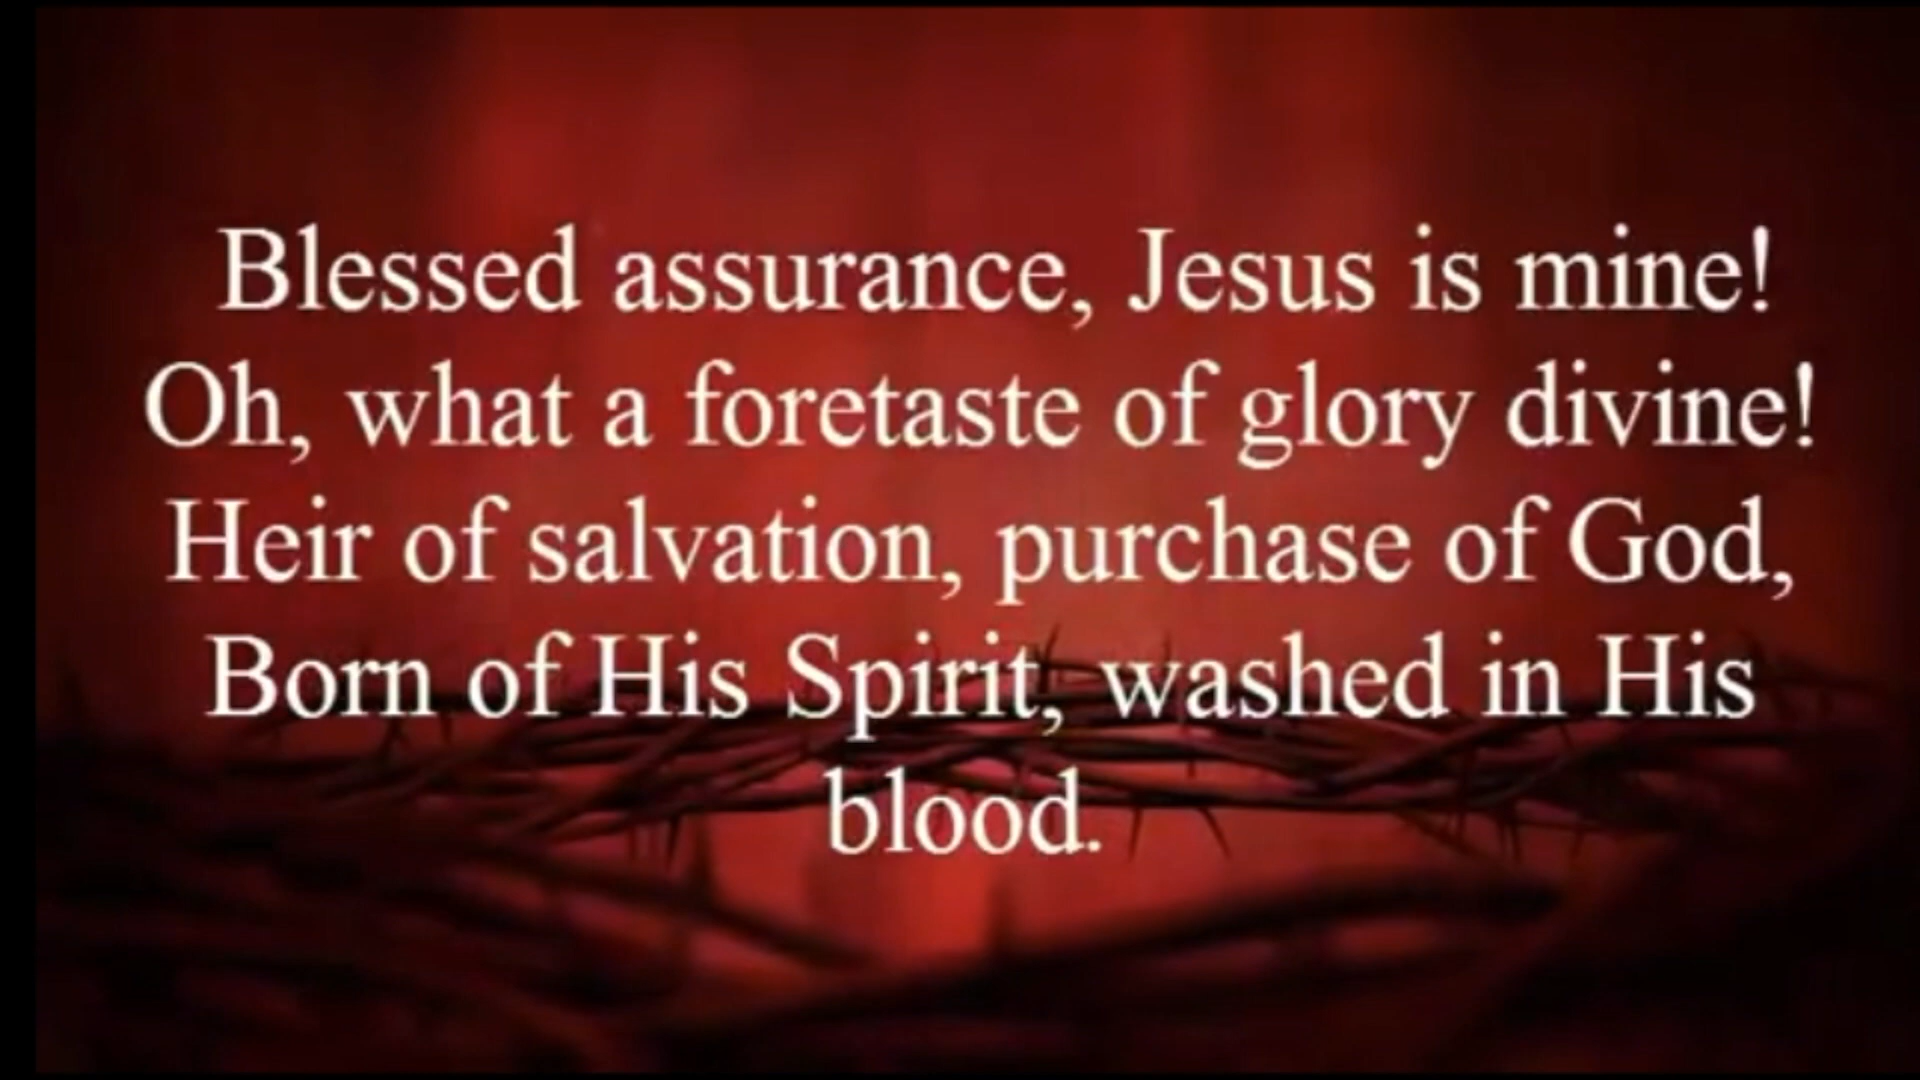 Blessed assurance, Jesus is mine!
Oh, what a foretaste of glory divine!
Heir of salvation, purchase of God,
Born of His Spirit, washed in His
blood.